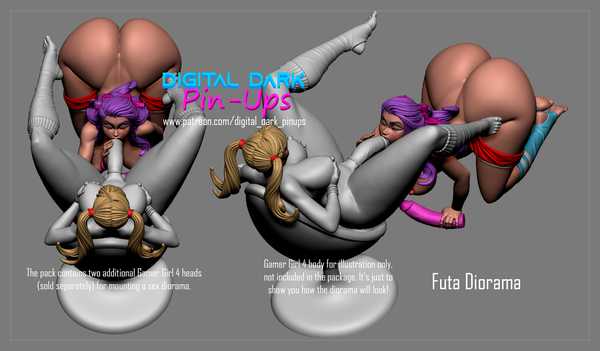 DIGITAL DARK
Pin-Ups
www.patreon.com/digital_dark_pinups
The pack contains two additional Gamer Girl 4 heads
(sold separately) for mounting a sex diorama.
Gamer Girl 4 body for illustration only,
not included in the package. It's just to
show you how the diorama will look!
Futa Diorama